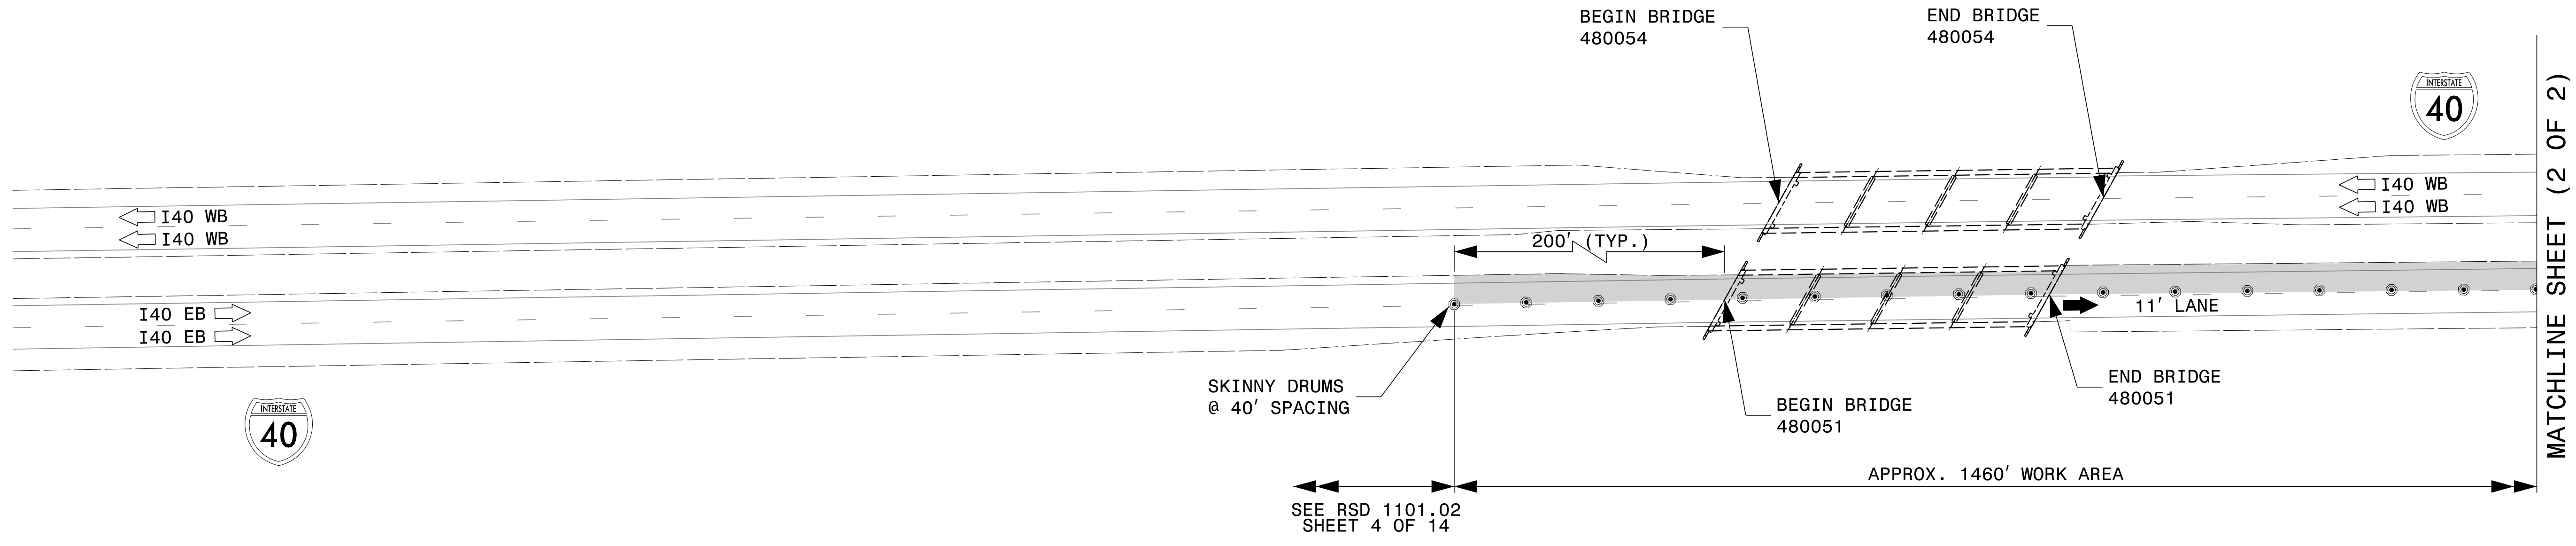 BEGIN BRIDGE
480054
END BRIDGE
480054
INTERSTATE
40
MATCHLINE SHEET (2 OF 2)
I40 WB
I40 WB
I40 WB
I40 WB
200' (TYP.)
I40 EB
I40 EB
11' LANE
SKINNY DRUMS
@ 40' SPACING
BEGIN BRIDGE
480051
END BRIDGE
480051
INTERSTATE
40
APPROX. 1460' WORK AREA
SEE RSD 1101.02
SHEET 4 OF 14